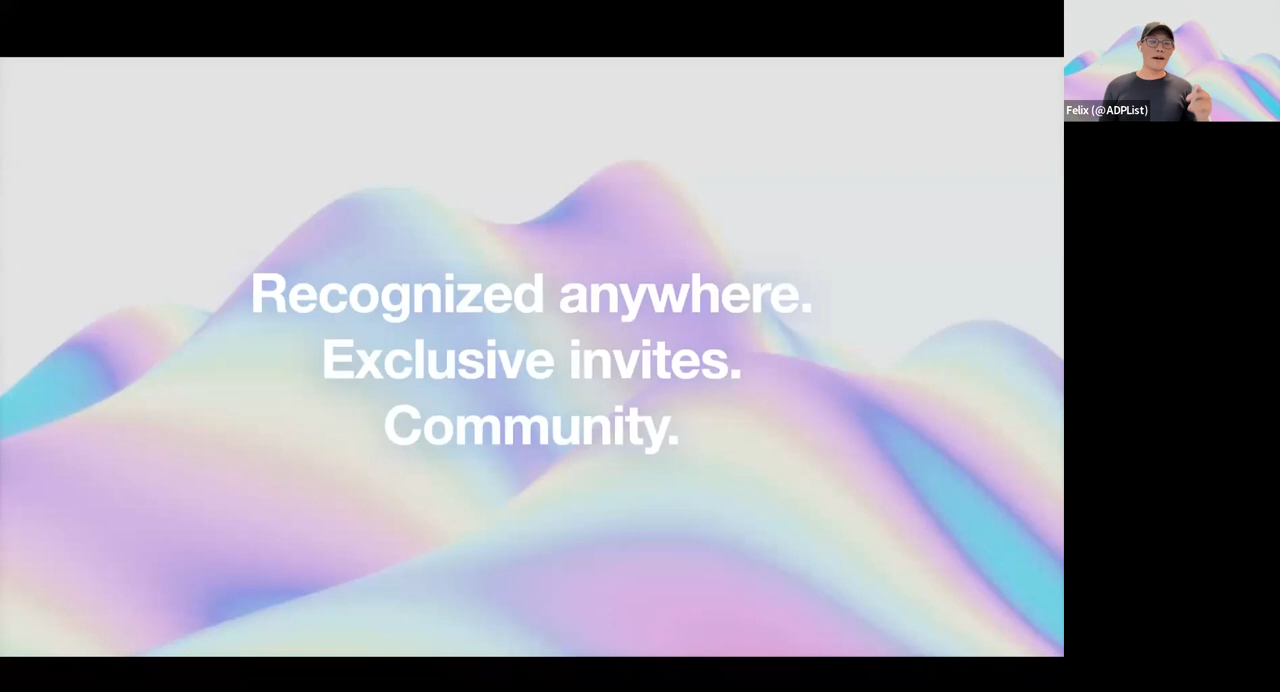 Recognized anywhere.
Exclusive invites.
Community.
Felix (@ADPList)